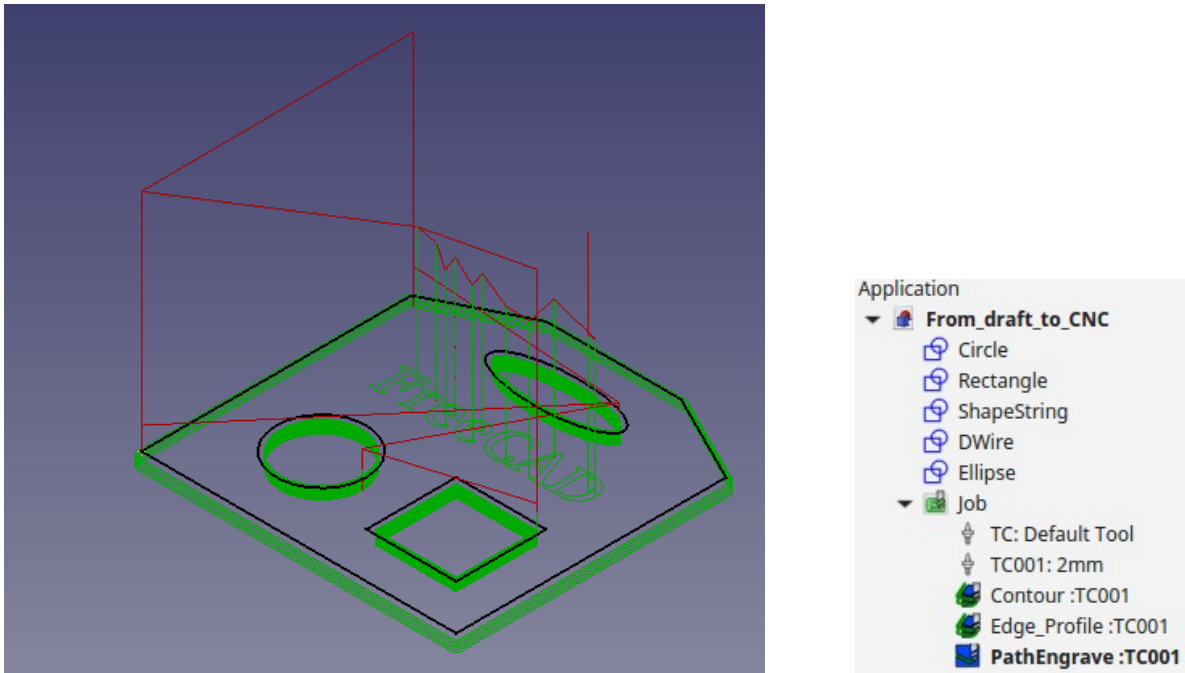 FreeCAD
Application
From_draft_to_CNC
Circle
Rectangle
ShapeString
DWire
Ellipse
Job
TC: Default Tool
TC001: 2mm
Contour :TC001
Edge_Profile :TC001
PathEngrave :TC001